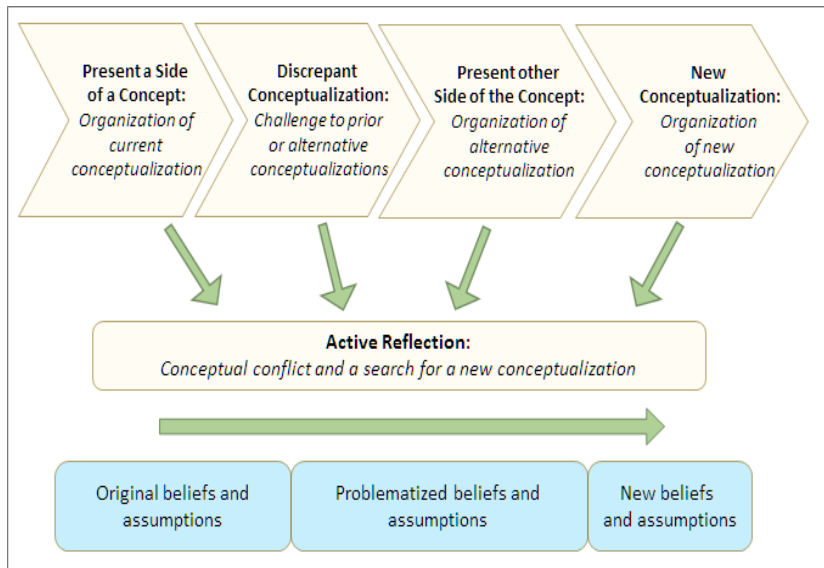 Present a Side
of a Concept:
Organization of
current
conceptualization
Discrepant
Conceptualization:
Challenge to prior
or alternative
conceptualizations
Present other
Side of the Concept:
Organization of
alternative
conceptualization
New
Conceptualization:
Organization
of new
conceptualization
Active Reflection:
Conceptual conflict and a search for a new conceptualization
Original beliefs and
assumptions
Problematized beliefs and
assumptions
New beliefs
and assumptions